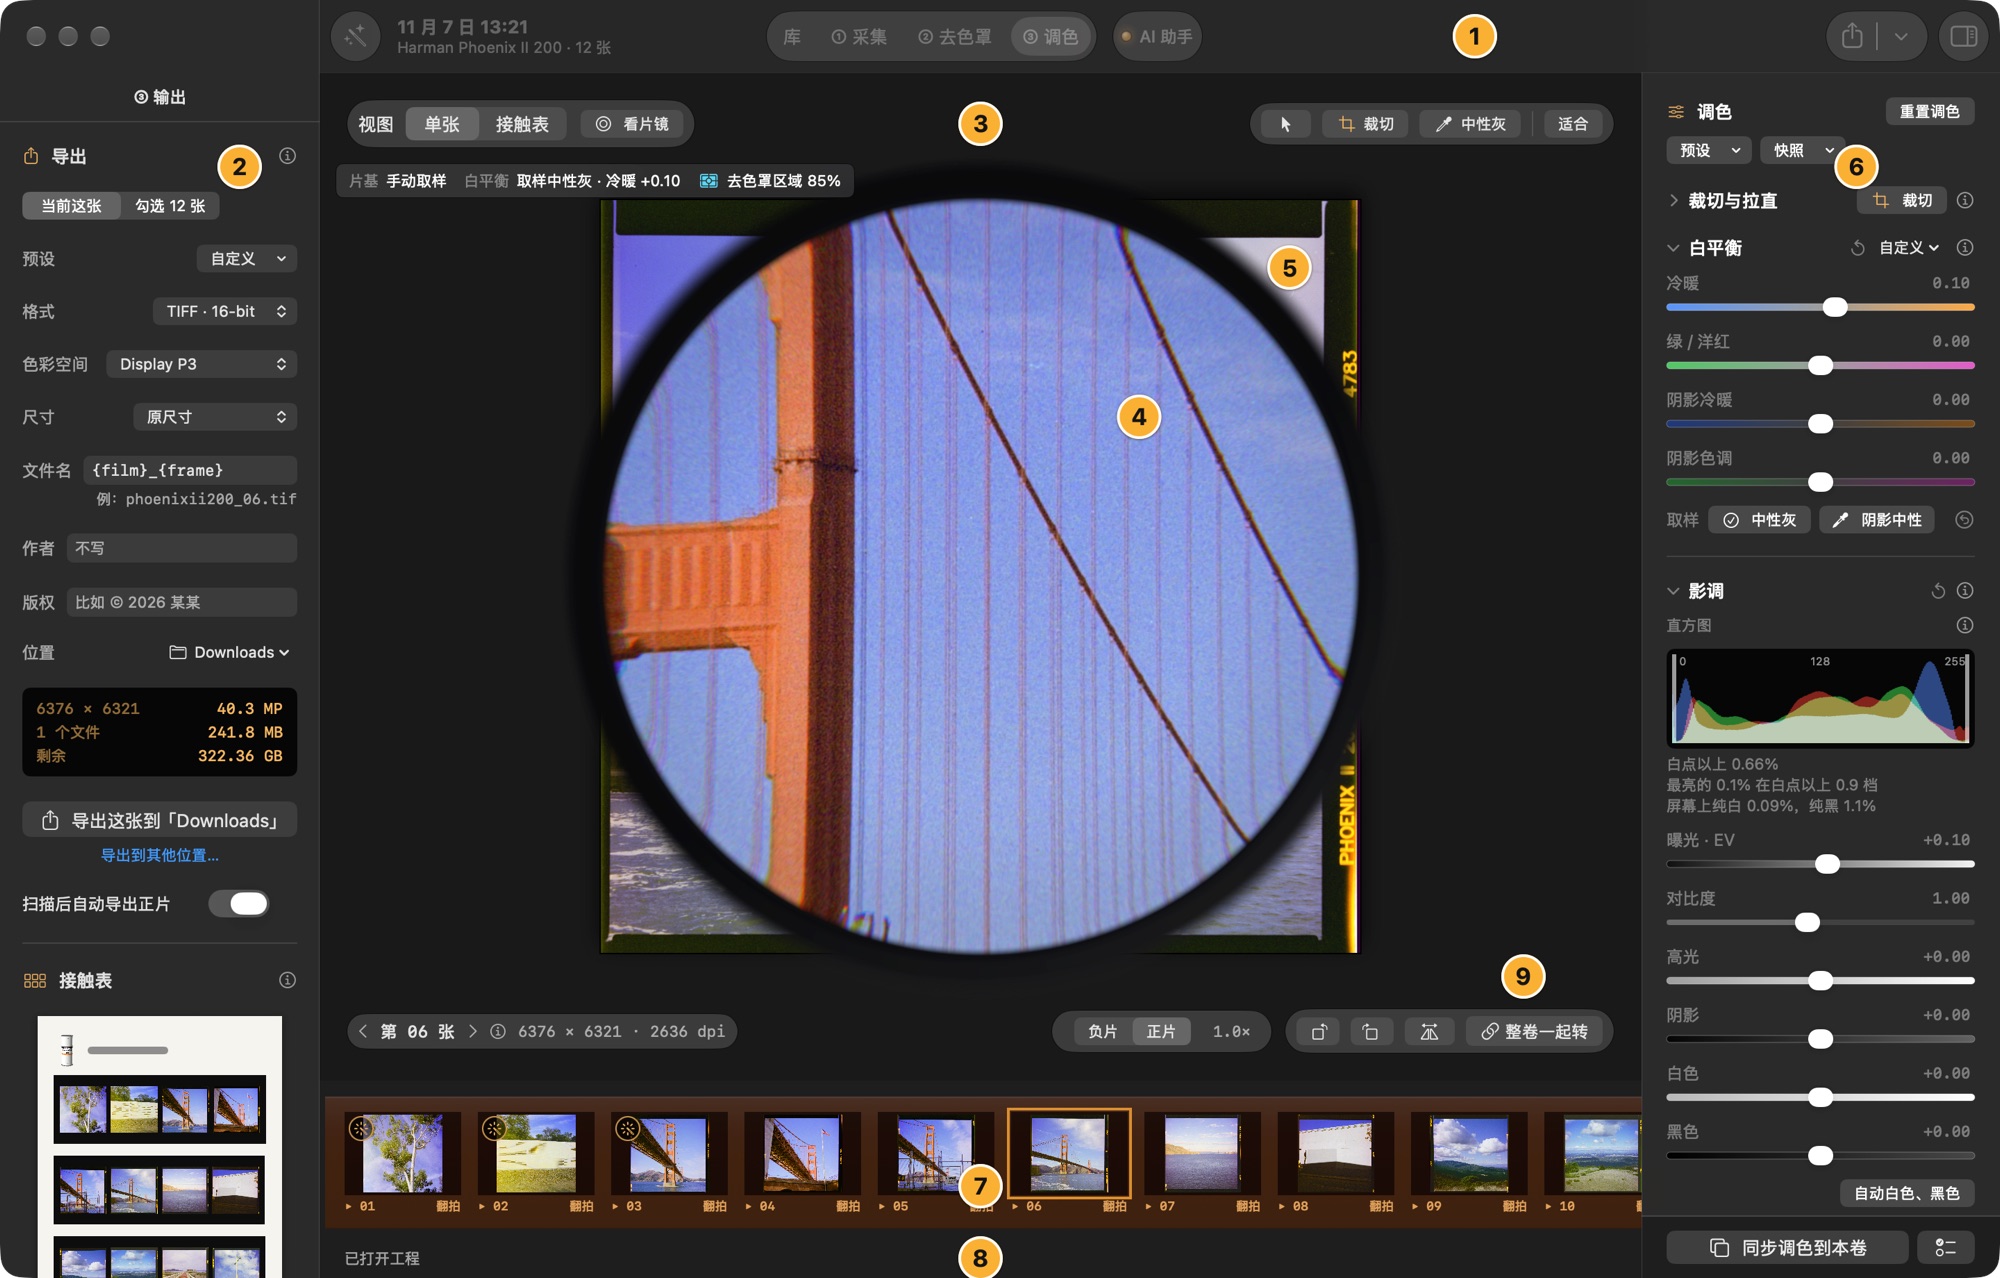 11 月 7 日 13:21
Harman Phoenix II 200 · 12 张
库
① 采集
② 去色罩
③ 调色
AI 助手
1
③ 输出
导出
2
当前这张
勾选 12 张
预设
自定义
格式
TIFF · 16-bit
色彩空间
Display P3
尺寸
原尺寸
文件名
{film}_{frame}
例: phoenixii200_06.tif
作者
不写
版权
比如 © 2026 某某
位置
Downloads
6376 × 6321 40.3 MP
1 个文件 241.8 MB
剩余 322.36 GB
导出这张到「Downloads」
导出到其他位置...
扫描后自动导出正片
接触表
视图
单张
接触表
看片镜
3
裁切
中性灰
适合
片基 手动取样 白平衡 取样中性灰 · 冷暖 +0.10 去色罩区域 85%
5
4
4783
PHOENIX II
9
第 06 张
6376 × 6321 · 2636 dpi
负片
正片
1.0×
整卷一起转
01 翻拍
02 翻拍
03 翻拍
04 翻拍
05
7
06 翻拍
07 翻拍
08 翻拍
09 翻拍
10
已打开工程
8
调色
重置调色
预设
快照
6
裁切与拉直
裁切
白平衡
自定义
冷暖 0.10
绿 / 洋红 0.00
阴影冷暖 0.00
阴影色调 0.00
取样
中性灰
阴影中性
影调
直方图
0 128 255
白点以上 0.66%
最亮的 0.1% 在白点以上 0.9 档
屏幕上纯白 0.09%，纯黑 1.1%
曝光 · EV +0.10
对比度 1.00
高光 +0.00
阴影 +0.00
白色 +0.00
黑色 +0.00
自动白色、黑色
同步调色到本卷